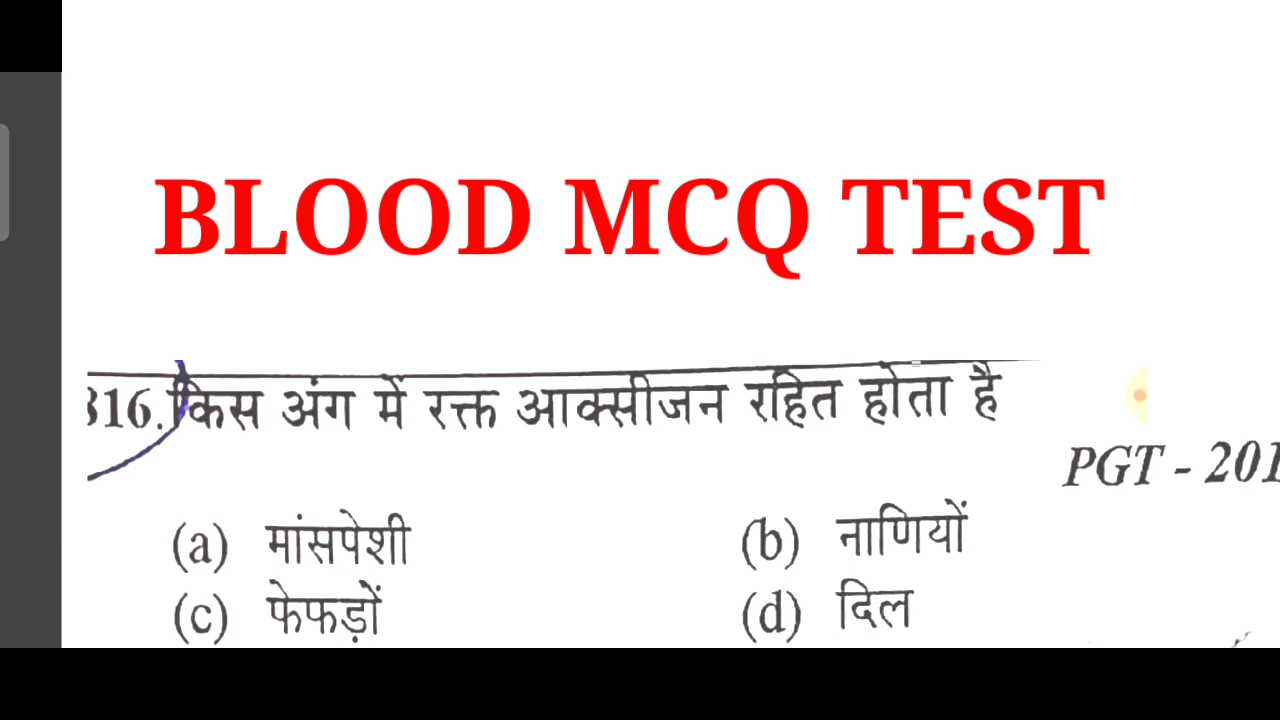 BLOOD MCQ TEST
316. किस अंग में रक्त आक्सीजन रहित होता है
PGT - 201
(a) मांसपेशी (b) नाणियों
(c) फेफड़ों (d) दिल